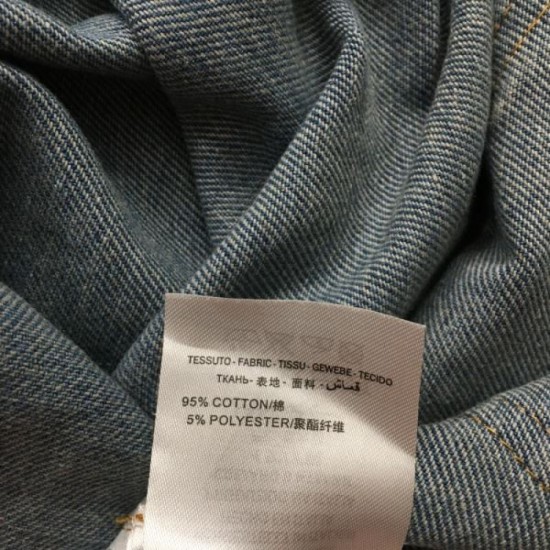 TESSUTO - FABRIC - TISSU - GEWEBE - TECIDO
ТКАНЬ- 表地 - 面料 - قماش
95% COTTON/棉
5% POLYESTER/聚酯纤维